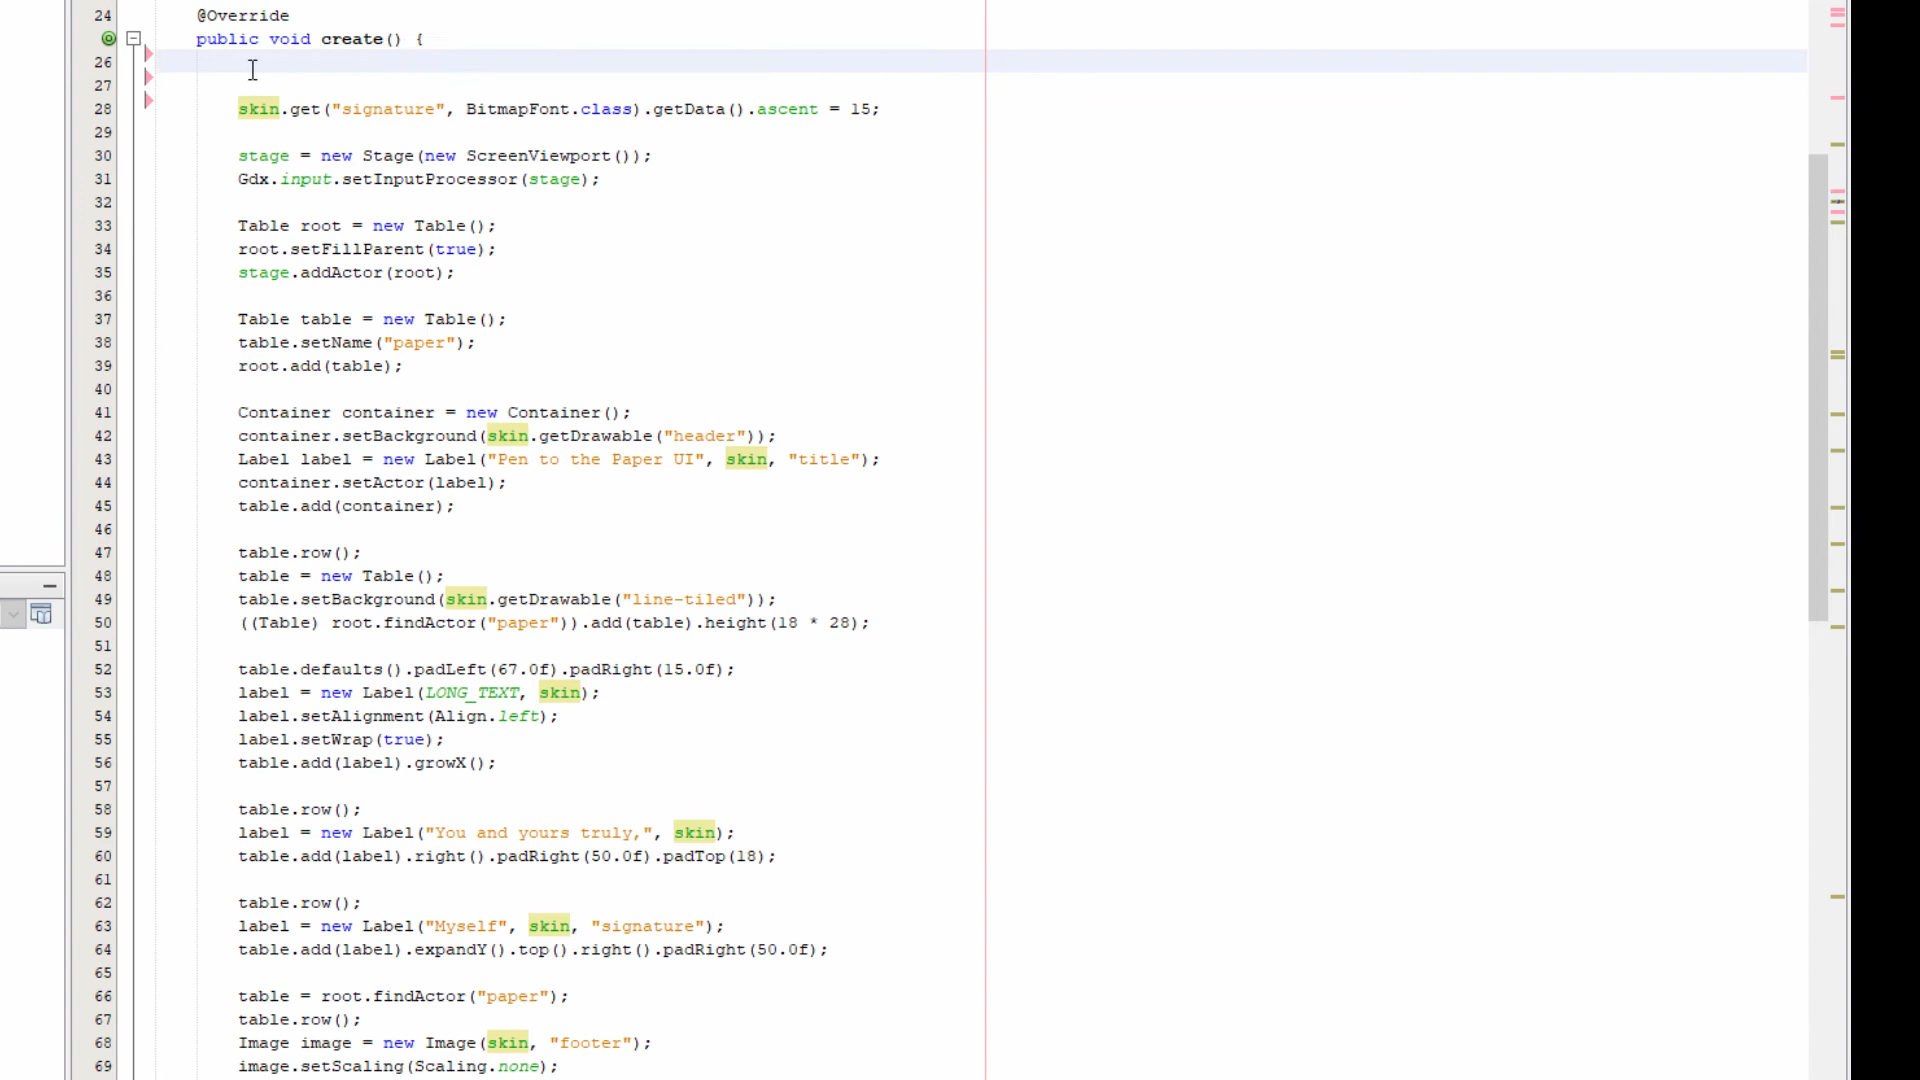 24 @Override
public void create() {
26
27
28 skin.get("signature", BitmapFont.class).getData().ascent = 15;
29
30 stage = new Stage(new ScreenViewport());
31 Gdx.input.setInputProcessor(stage);
32
33 Table root = new Table();
34 root.setFillParent(true);
35 stage.addActor(root);
36
37 Table table = new Table();
38 table.setName("paper");
39 root.add(table);
40
41 Container container = new Container();
42 container.setBackground(skin.getDrawable("header"));
43 Label label = new Label("Pen to the Paper UI", skin, "title");
44 container.setActor(label);
45 table.add(container);
46
47 table.row();
48 table = new Table();
49 table.setBackground(skin.getDrawable("line-tiled"));
50 ((Table) root.findActor("paper")).add(table).height(18 * 28);
51
52 table.defaults().padLeft(67.0f).padRight(15.0f);
53 label = new Label(LONG_TEXT, skin);
54 label.setAlignment(Align.left);
55 label.setWrap(true);
56 table.add(label).growX();
57
58 table.row();
59 label = new Label("You and yours truly,", skin);
60 table.add(label).right().padRight(50.0f).padTop(18);
61
62 table.row();
63 label = new Label("Myself", skin, "signature");
64 table.add(label).expandY().top().right().padRight(50.0f);
65
66 table = root.findActor("paper");
67 table.row();
68 Image image = new Image(skin, "footer");
69 image.setScaling(Scaling.none);